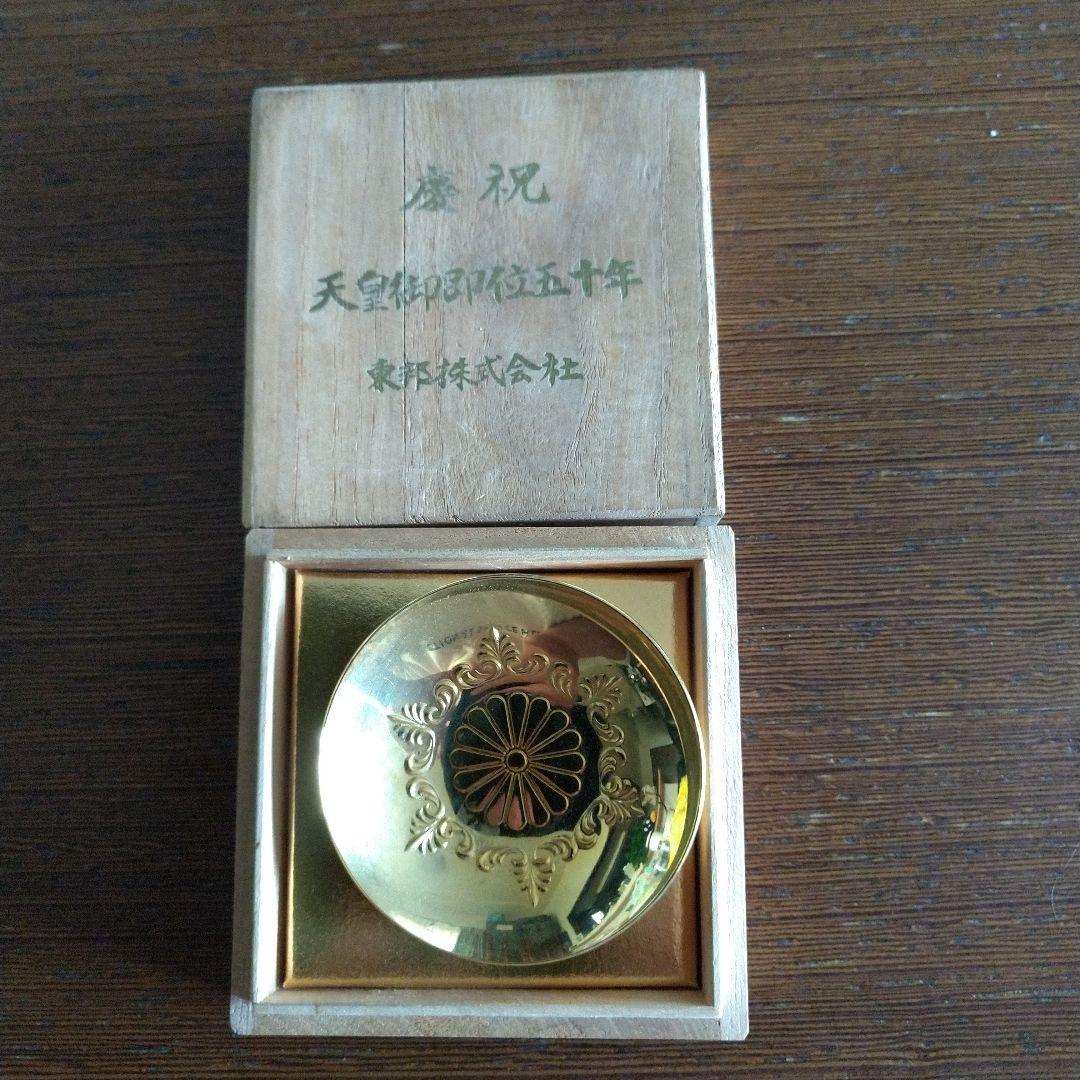 慶祝
天皇御即位五十年
東邦株式会社